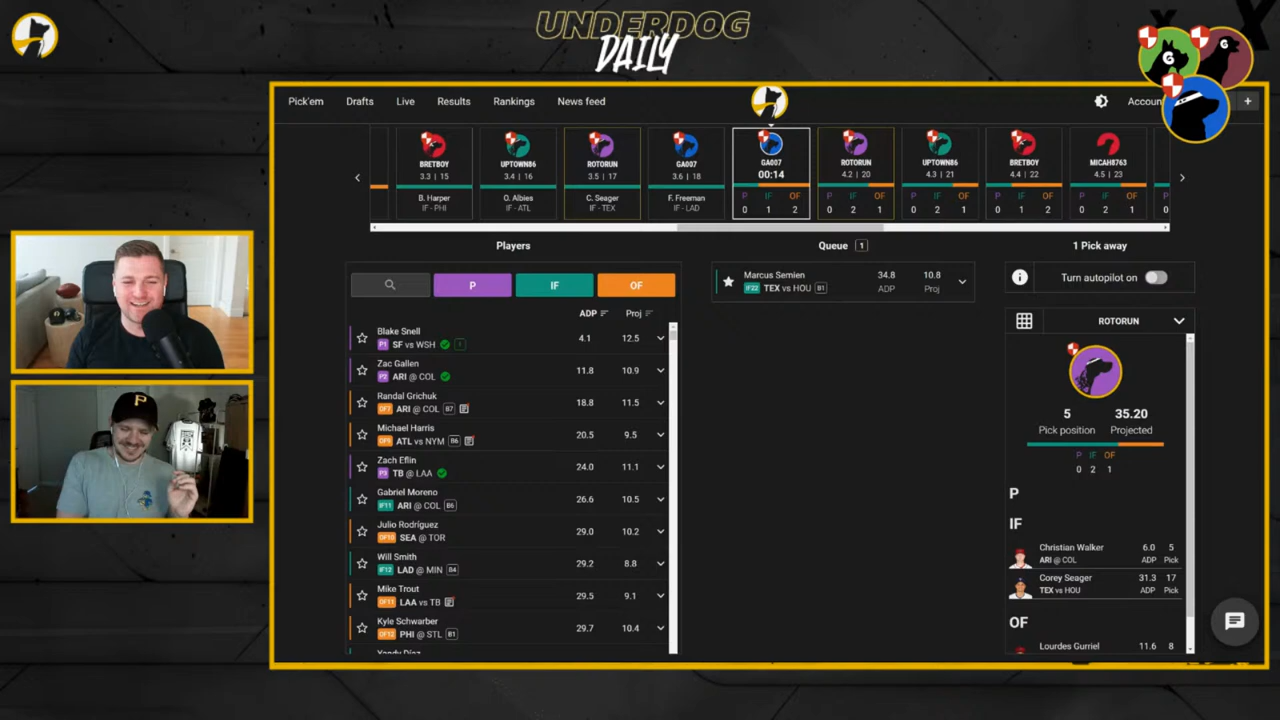 UNDERDOG
DAILY
Pick'em Drafts Live Results Rankings News feed
Accoun
+
G
G
BRETBOY
3.3 | 15
B. Harper
IF - PHI
UPTOWN86
3.4 | 16
O. Albies
IF - ATL
ROTORUN
3.5 | 17
C. Seager
IF - TEX
GA007
3.6 | 18
F. Freeman
IF - LAD
GA007
00:14
P IF OF
0 1 2
ROTORUN
4.2 | 20
P IF OF
0 2 1
UPTOWN86
4.3 | 21
P IF OF
0 2 1
BRETBOY
4.4 | 22
P IF OF
0 1 2
MICAH8763
4.5 | 23
P IF OF
0 2 1
0
Players
Queue 1
1 Pick away
P IF OF
ADP Proj
Blake Snell
P1 SF vs WSH
4.1 12.5
Zac Gallen
P2 ARI @ COL
11.8 10.9
Randal Grichuk
OF7 ARI @ COL B7
18.8 11.5
Michael Harris
ATL vs NYM B6
20.5 9.5
Zach Eflin
P3 TB @ LAA
24.0 11.1
Gabriel Moreno
IF11 ARI @ COL B6
26.6 10.5
Julio Rodríguez
OF10 SEA @ TOR
29.0 10.2
Will Smith
IF12 LAD @ MIN B4
29.2 8.8
Mike Trout
OF11 LAA vs TB
29.5 9.1
Kyle Schwarber
OF12 PHI @ STL B1
29.7 10.4
Yandy Díaz
Marcus Semien
IF22 TEX vs HOU B1
34.8 10.8
ADP Proj
Turn autopilot on
ROTORUN
5 35.20
Pick position Projected
P IF OF
0 2 1
P
IF
Christian Walker 6.0 5
ARI @ COL ADP Pick
Corey Seager 31.3 17
TEX vs HOU ADP Pick
OF
Lourdes Gurriel 11.6 8
P